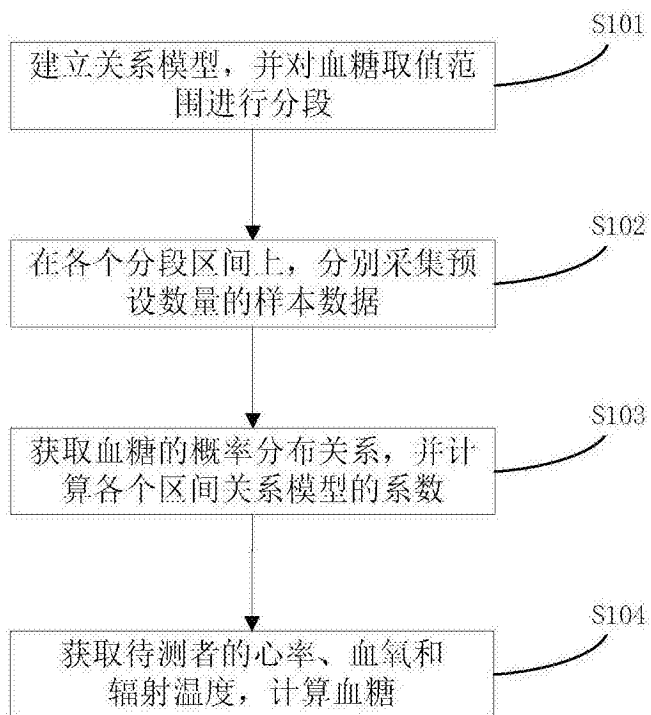 S101
建立关系模型，并对血糖取值范
围进行分段
S102
在各个分段区间上，分别采集预
设数量的样本数据
S103
获取血糖的概率分布关系，并计
算各个区间关系模型的系数
S104
获取待测者的心率、血氧和
辐射温度，计算血糖